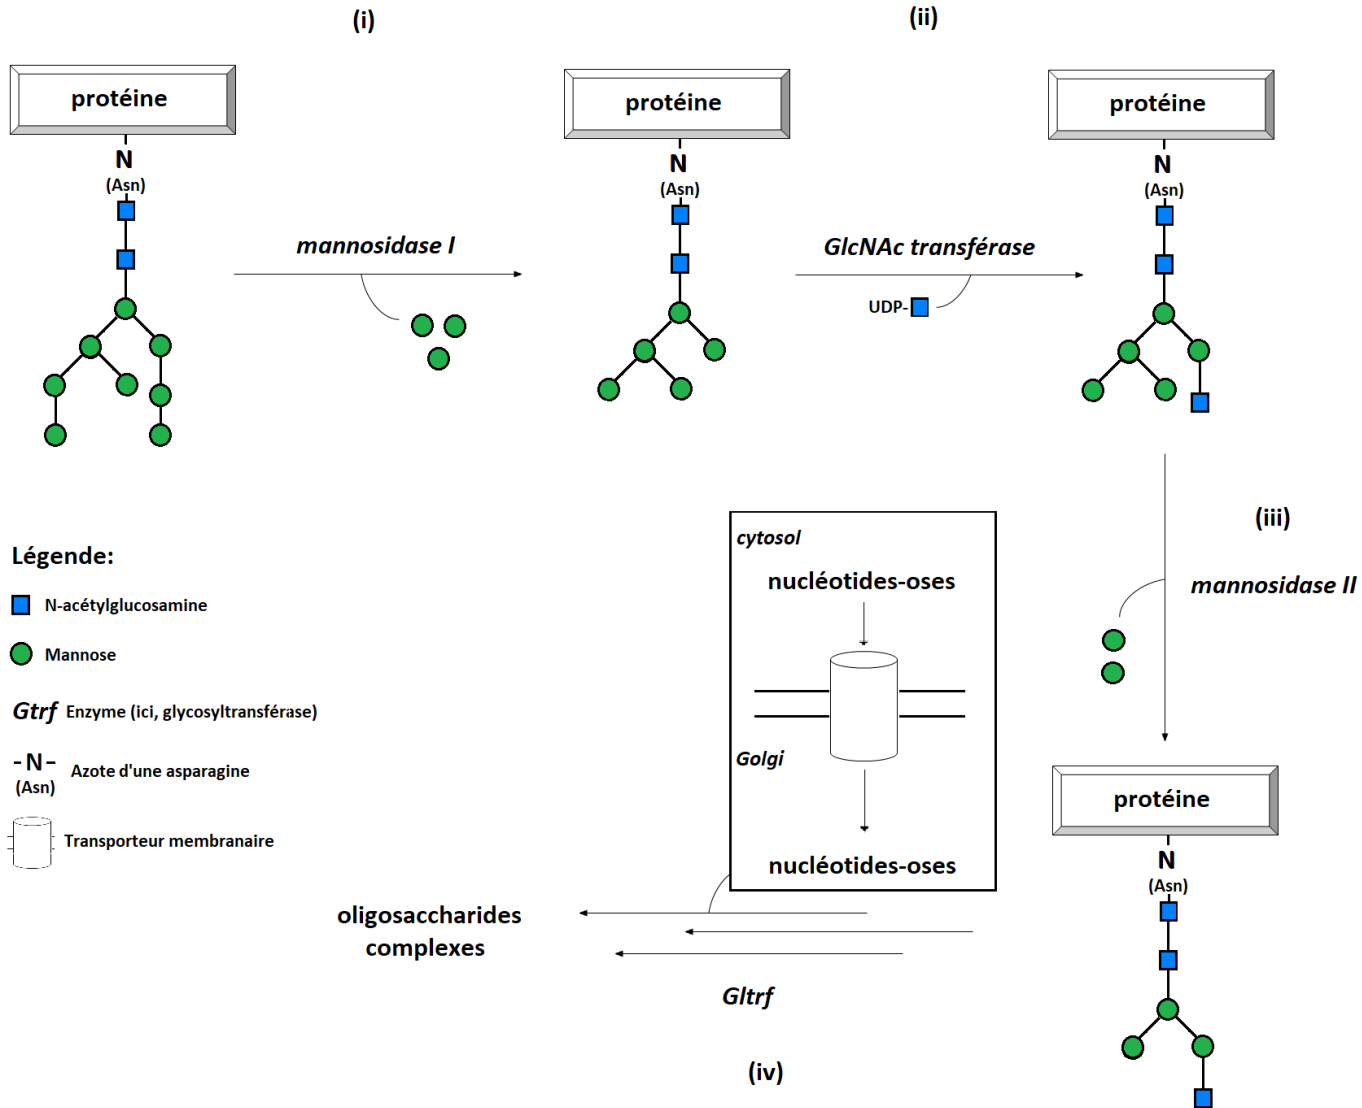 (i)
(ii)
protéine
protéine
protéine
N
(Asn)
N
(Asn)
N
(Asn)
mannosidase I
GlcNAc transférase
UDP-
(iii)
mannosidase II
cytosol
nucléotides-oses
Golgi
nucléotides-oses
Légende:
N-acétylglucosamine
Mannose
Gtrf Enzyme (ici, glycosyltransférase)
-N-
(Asn)
Azote d'une asparagine
Transporteur membranaire
protéine
N
(Asn)
oligosaccharides
complexes
Gltrf
(iv)